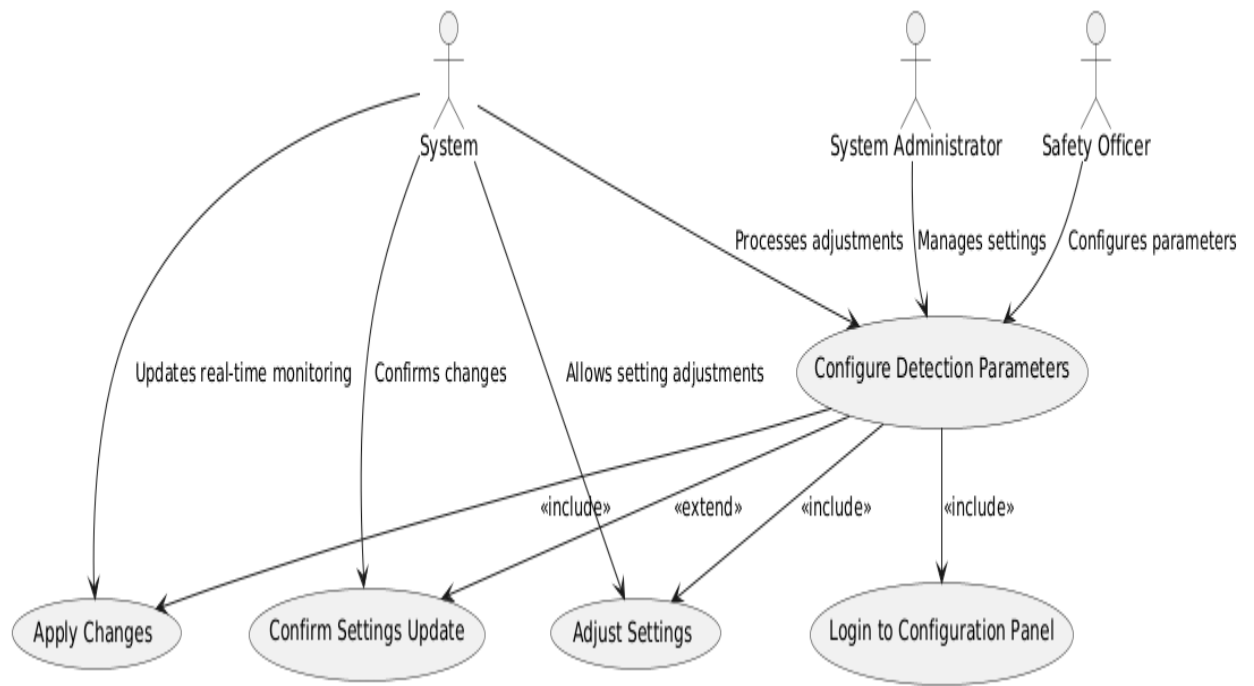 System
System Administrator
Safety Officer
Processes adjustments
Manages settings
Configures parameters
Updates real-time monitoring
Confirms changes
Allows setting adjustments
Configure Detection Parameters
«include»
«extend»
«include»
«include»
Apply Changes
Confirm Settings Update
Adjust Settings
Login to Configuration Panel